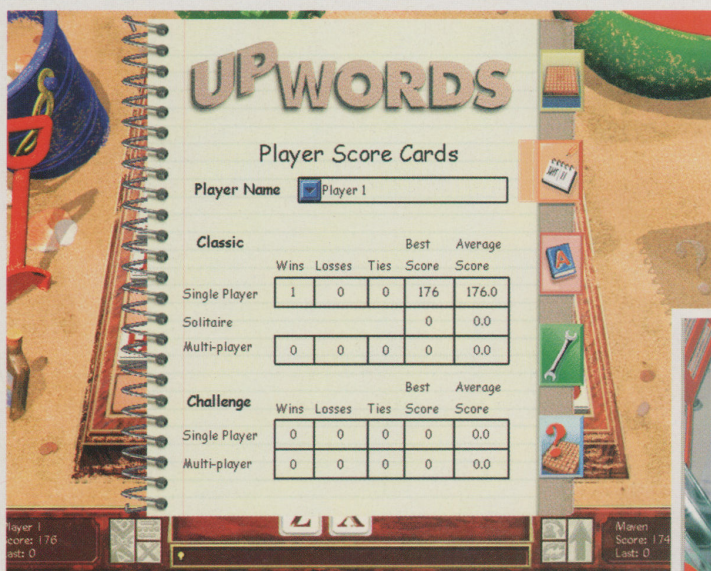 UPWORDS
Player Score Cards
Player Name Player 1
Classic Best Average
Wins Losses Ties Score Score
Single Player 1 0 0 176 176.0
Solitaire 0 0.0
Multi-player 0 0 0 0 0.0
Challenge Best Average
Wins Losses Ties Score Score
Single Player 0 0 0 0 0.0
Multi-player 0 0 0 0 0.0
A
?
Z X
Player 1
Score: 176
Last: 0
Maven
Score: 174
Last: 0